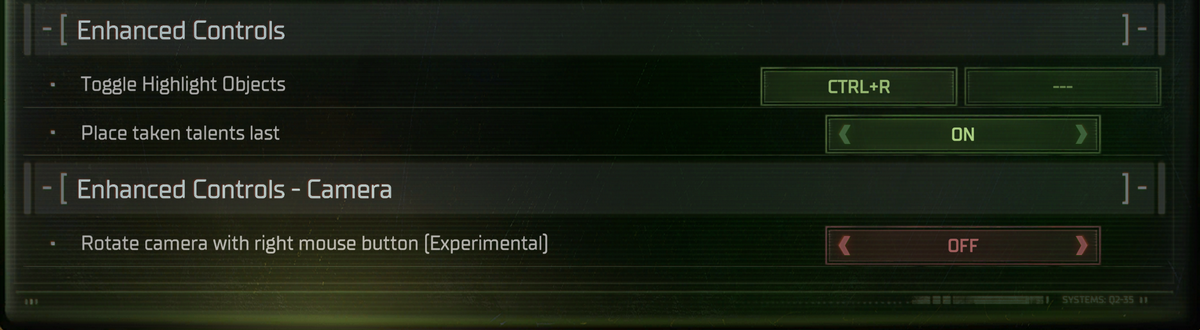 Enhanced Controls
Toggle Highlight Objects CTRL+R ---
Place taken talents last ON
Enhanced Controls - Camera
Rotate camera with right mouse button [Experimental] OFF
SYSTEMS: Q2-35